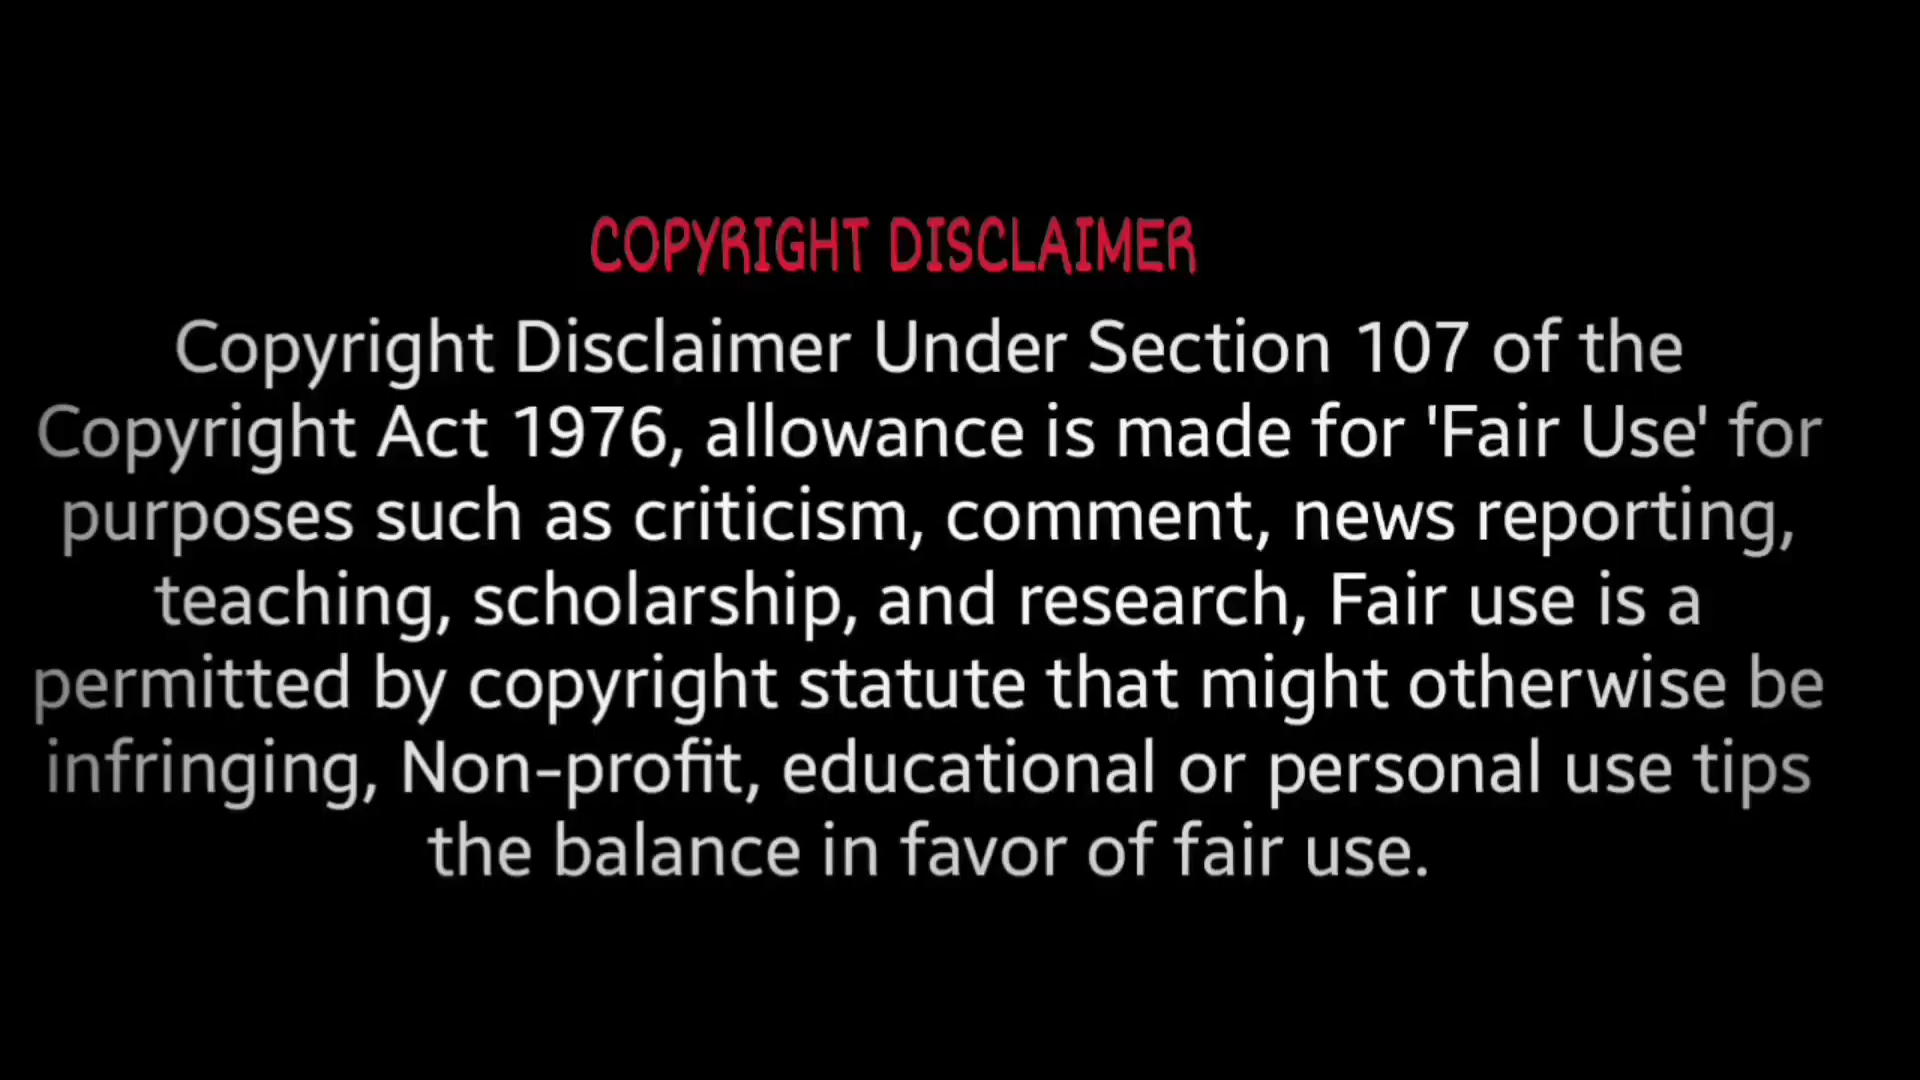 COPYRIGHT DISCLAIMER
Copyright Disclaimer Under Section 107 of the
Copyright Act 1976, allowance is made for 'Fair Use' for
purposes such as criticism, comment, news reporting,
teaching, scholarship, and research, Fair use is a
permitted by copyright statute that might otherwise be
infringing, Non-profit, educational or personal use tips
the balance in favor of fair use.